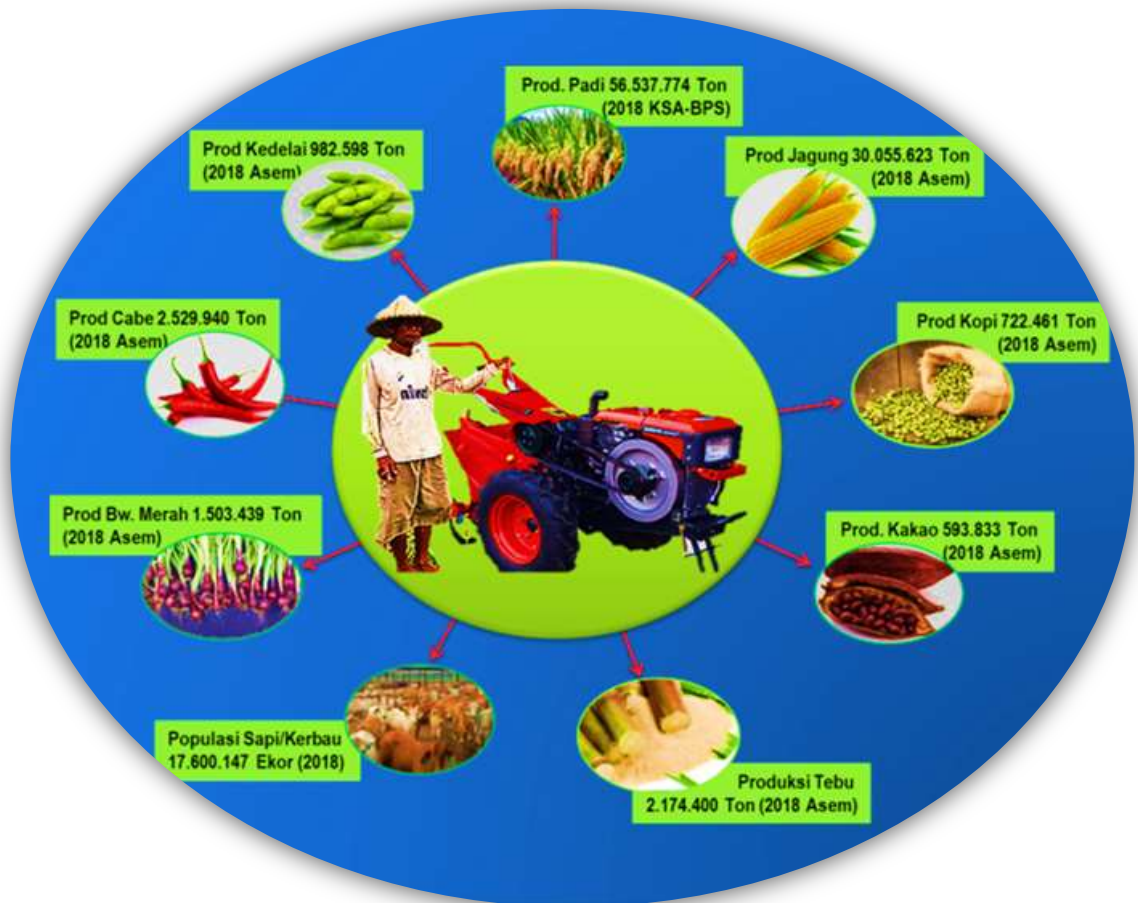 Prod. Padi 56.537.774 Ton
(2018 KSA-BPS)
Prod Kedelai 982.598 Ton
(2018 Asem)
Prod Jagung 30.055.623 Ton
(2018 Asem)
Prod Cabe 2.529.940 Ton
(2018 Asem)
Prod Kopi 722.461 Ton
(2018 Asem)
Prod Bw. Merah 1.503.439 Ton
(2018 Asem)
Prod. Kakao 593.833 Ton
(2018 Asem)
Populasi Sapi/Kerbau
17.600.147 Ekor (2018)
Produksi Tebu
2.174.400 Ton (2018 Asem)